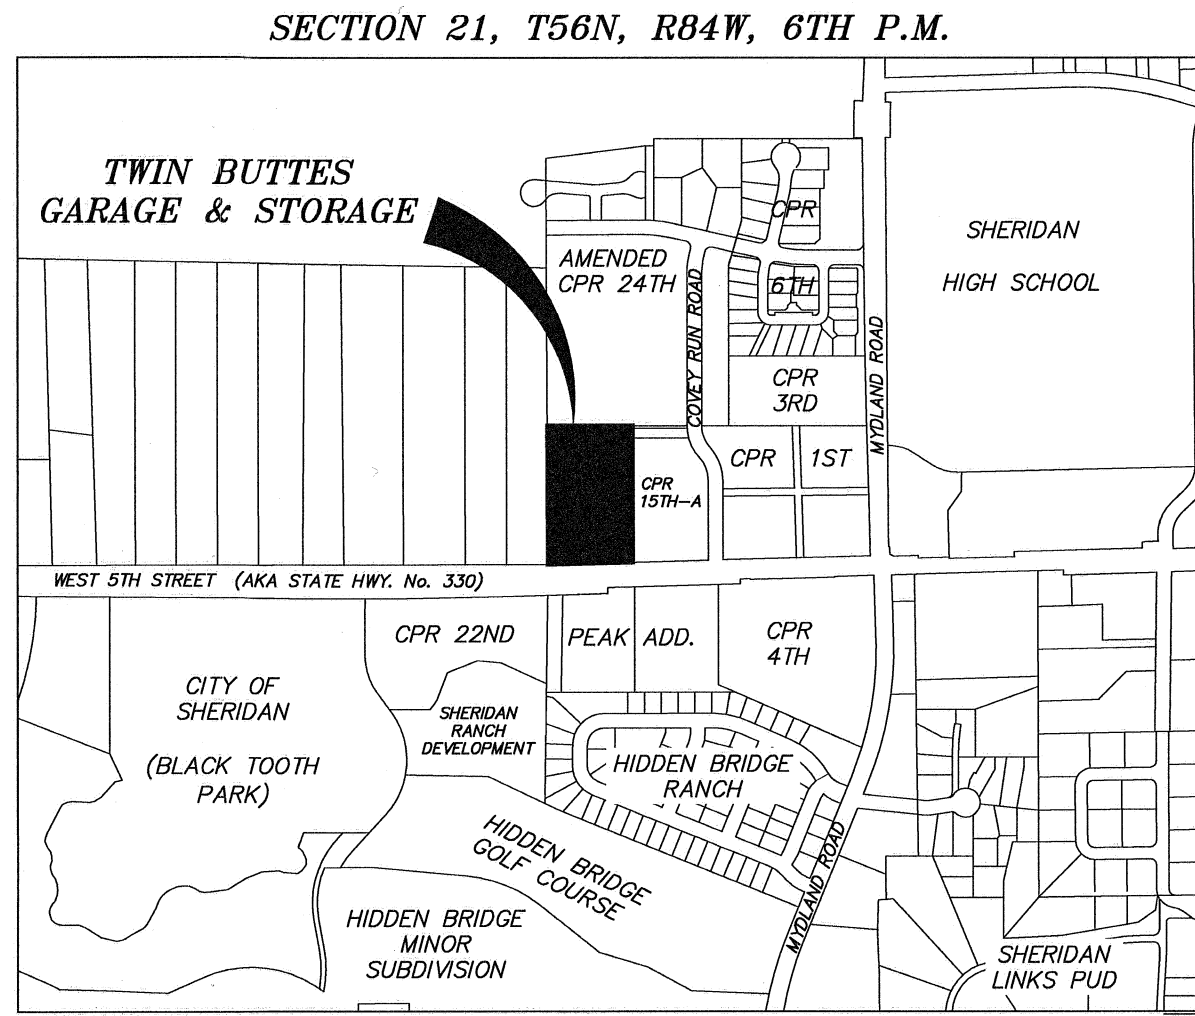 SECTION 21, T56N, R84W, 6TH P.M.
TWIN BUTTES
GARAGE & STORAGE
CPR
6TH
SHERIDAN
HIGH SCHOOL
AMENDED
CPR 24TH
COVEY RUN ROAD
MYDLAND ROAD
CPR
3RD
CPR 1ST
CPR
15TH-A
WEST 5TH STREET (AKA STATE HWY. No. 330)
CPR 22ND
PEAK ADD.
CPR
4TH
CITY OF
SHERIDAN
(BLACK TOOTH
PARK)
SHERIDAN
RANCH
DEVELOPMENT
HIDDEN BRIDGE
RANCH
HIDDEN BRIDGE
GOLF COURSE
MYDLAND ROAD
HIDDEN BRIDGE
MINOR
SUBDIVISION
SHERIDAN
LINKS PUD